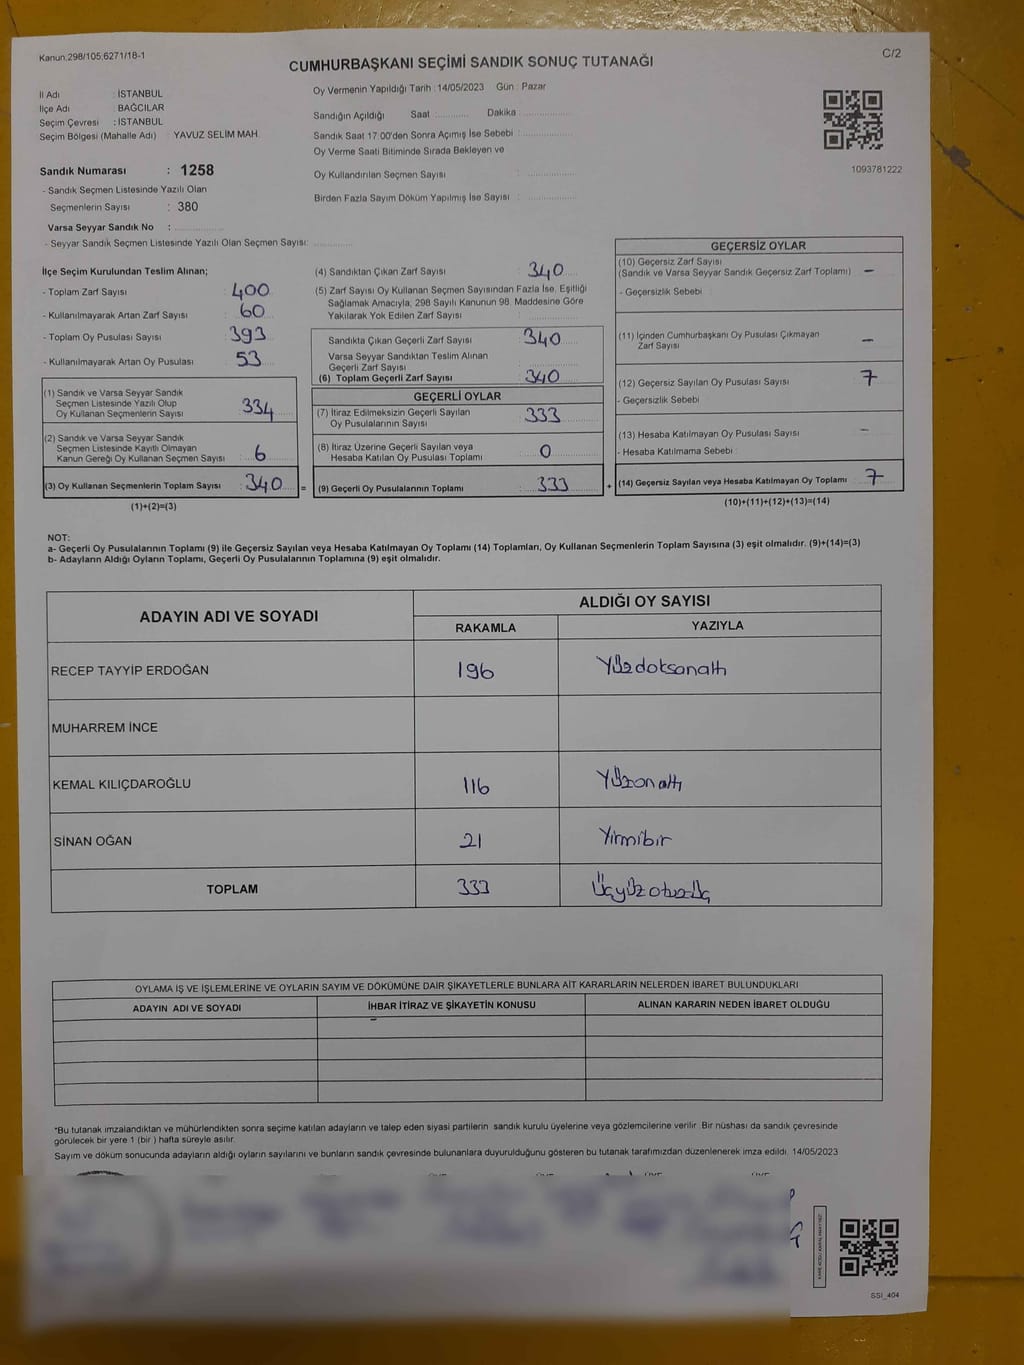 Kanun:298/105,6271/18-1
C/2
CUMHURBAŞKANI SEÇİMİ SANDIK SONUÇ TUTANAĞI
İl Adı : İSTANBUL
İlçe Adı : BAĞCILAR
Seçim Çevresi : İSTANBUL
Seçim Bölgesi (Mahalle Adı) : YAVUZ SELİM MAH.
Sandık Numarası : 1258
- Sandık Seçmen Listesinde Yazılı Olan
Seçmenlerin Sayısı : 380
Varsa Seyyar Sandık No :
- Seyyar Sandık Seçmen Listesinde Yazılı Olan Seçmen Sayısı:
Oy Vermenin Yapıldığı Tarih :14/05/2023 Gün : Pazar
Sandığın Açıldığı Saat Dakika
Sandık Saat 17.00'den Sonra Açımış İse Sebebi :
Oy Verme Saati Bitiminde Sırada Bekleyen ve
Oy Kullandırılan Seçmen Sayısı :
Birden Fazla Sayım Döküm Yapılmış İse Sayısı :
1093781222
İlçe Seçim Kurulundan Teslim Alınan;
- Toplam Zarf Sayısı : 400
- Kullanılmayarak Artan Zarf Sayısı : 60
- Toplam Oy Pusulası Sayısı : 393
- Kullanılmayarak Artan Oy Pusulası : 53
(1) Sandık ve Varsa Seyyar Sandık
Seçmen Listesinde Yazılı Olup
Oy Kullanan Seçmenlerin Sayısı : 334
(2) Sandık ve Varsa Seyyar Sandık
Seçmen Listesinde Kayıtlı Olmayan
Kanun Gereği Oy Kullanan Seçmen Sayısı : 6
(3) Oy Kullanan Seçmenlerin Toplam Sayısı : 340
(1)+(2)=(3)
=
(4) Sandıktan Çıkan Zarf Sayısı : 340
(5) Zarf Sayısı Oy Kullanan Seçmen Sayısından Fazla İse, Eşitliği
Sağlamak Amacıyla, 298 Sayılı Kanunun 98. Maddesine Göre
Yakılarak Yok Edilen Zarf Sayısı :
Sandıkta Çıkan Geçerli Zarf Sayısı : 340
Varsa Seyyar Sandıktan Teslim Alınan
Geçerli Zarf Sayısı :
(6) Toplam Geçerli Zarf Sayısı : 340
GEÇERLİ OYLAR
(7) İtiraz Edilmeksizin Geçerli Sayılan
Oy Pusulalarının Sayısı : 333
(8) İtiraz Üzerine Geçerli Sayılan veya
Hesaba Katılan Oy Pusulası Toplamı : 0
(9) Geçerli Oy Pusulalarının Toplamı : 333
+
GEÇERSİZ OYLAR
(10) Geçersiz Zarf Sayısı
(Sandık ve Varsa Seyyar Sandık Geçersiz Zarf Toplamı) : –
- Geçersizlik Sebebi :
(11) İçinden Cumhurbaşkanı Oy Pusulası Çıkmayan
Zarf Sayısı : –
(12) Geçersiz Sayılan Oy Pusulası Sayısı : 7
- Geçersizlik Sebebi :
(13) Hesaba Katılmayan Oy Pusulası Sayısı : –
- Hesaba Katılmama Sebebi :
(14) Geçersiz Sayılan veya Hesaba Katılmayan Oy Toplamı : 7
(10)+(11)+(12)+(13)=(14)
NOT:
a- Geçerli Oy Pusulalarının Toplamı (9) ile Geçersiz Sayılan veya Hesaba Katılmayan Oy Toplamı (14) Toplamları, Oy Kullanan Seçmenlerin Toplam Sayısına (3) eşit olmalıdır. (9)+(14)=(3)
b- Adayların Aldığı Oyların Toplamı, Geçerli Oy Pusulalarının Toplamına (9) eşit olmalıdır.
ADAYIN ADI VE SOYADI
ALDIĞI OY SAYISI
RAKAMLA YAZIYLA
RECEP TAYYİP ERDOĞAN 196 Yüzdoksanaltı
MUHARREM İNCE
KEMAL KILIÇDAROĞLU 116 Yüzonaltı
SİNAN OĞAN 21 Yirmibir
TOPLAM 333 Üçyüzotuzüç
OYLAMA İŞ VE İŞLEMLERİNE VE OYLARIN SAYIM VE DÖKÜMÜNE DAİR ŞİKAYETLERLE BUNLARA AİT KARARLARIN NELERDEN İBARET BULUNDUKLARI
ADAYIN ADI VE SOYADI İHBAR İTİRAZ VE ŞİKAYETİN KONUSU ALINAN KARARIN NEDEN İBARET OLDUĞU
–
*Bu tutanak imzalandıktan ve mühürlendikten sonra seçime katılan adayların ve talep eden siyasi partilerin sandık kurulu üyelerine veya gözlemcilerine verilir. Bir nüshası da sandık çevresinde
görülecek bir yere 1 (bir ) hafta süreyle asılır.
Sayım ve döküm sonucunda adayların aldığı oyların sayılarını ve bunların sandık çevresinde bulunanlara duyurulduğunu gösteren bu tutanak tarafımızdan düzenlenerek imza edildi. 14/05/2023
SSI_404